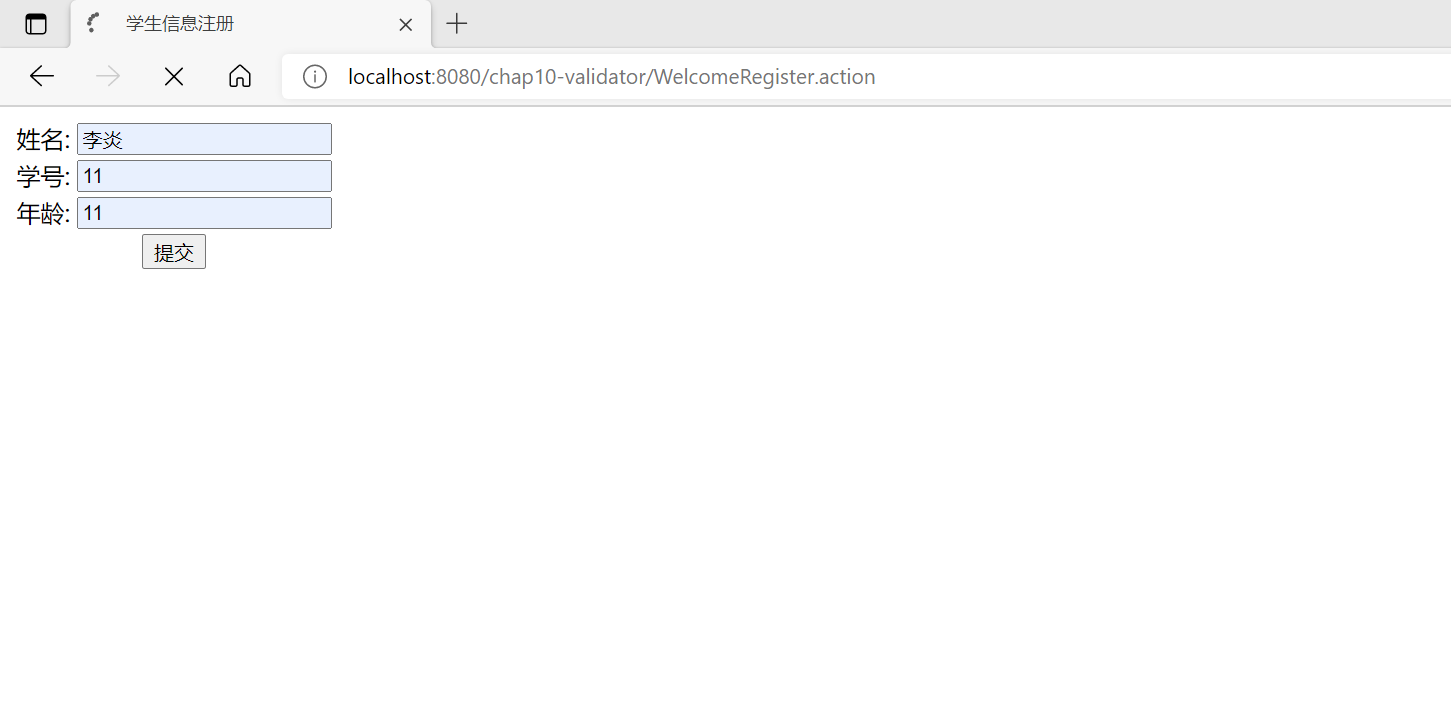 学生信息注册
localhost:8080/chap10-validator/WelcomeRegister.action
姓名: 李炎
学号: 11
年龄: 11
提交